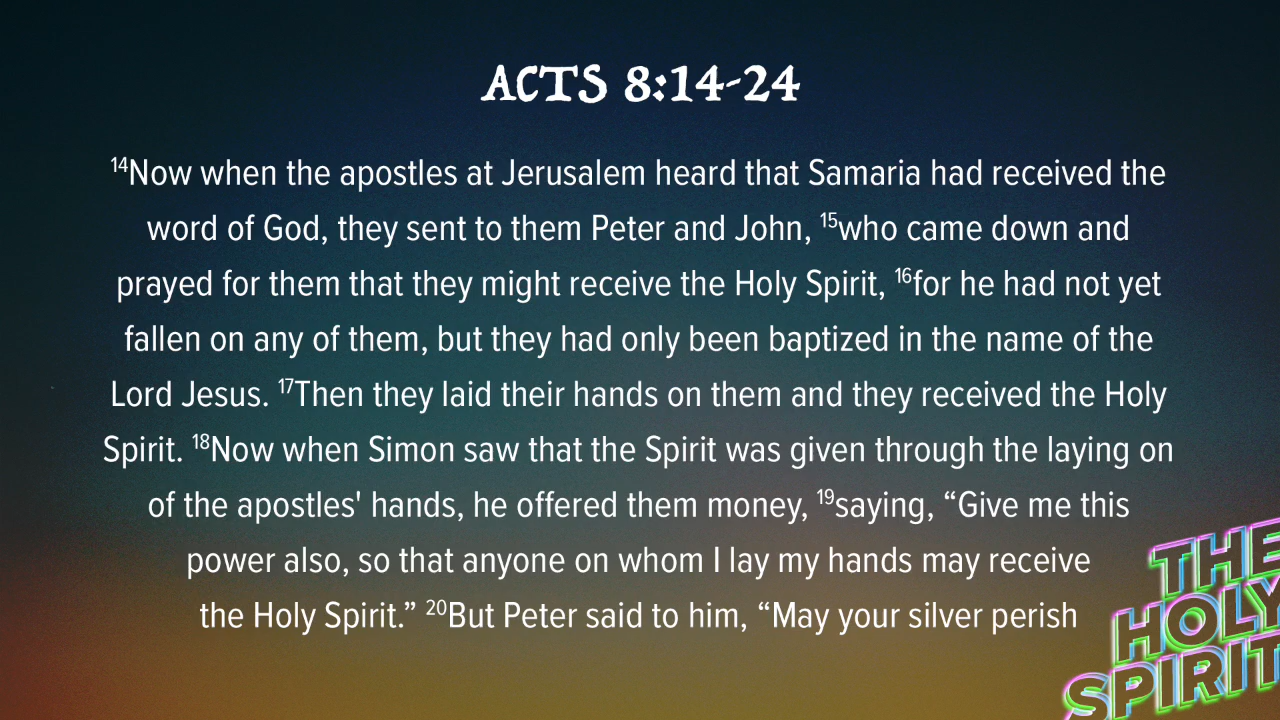 ACTS 8:14-24
¹⁴Now when the apostles at Jerusalem heard that Samaria had received the
word of God, they sent to them Peter and John, ¹⁵who came down and
prayed for them that they might receive the Holy Spirit, ¹⁶for he had not yet
fallen on any of them, but they had only been baptized in the name of the
Lord Jesus. ¹⁷Then they laid their hands on them and they received the Holy
Spirit. ¹⁸Now when Simon saw that the Spirit was given through the laying on
of the apostles' hands, he offered them money, ¹⁹saying, “Give me this
power also, so that anyone on whom I lay my hands may receive
the Holy Spirit.” ²⁰But Peter said to him, “May your silver perish
THE
HOLY
SPIRIT